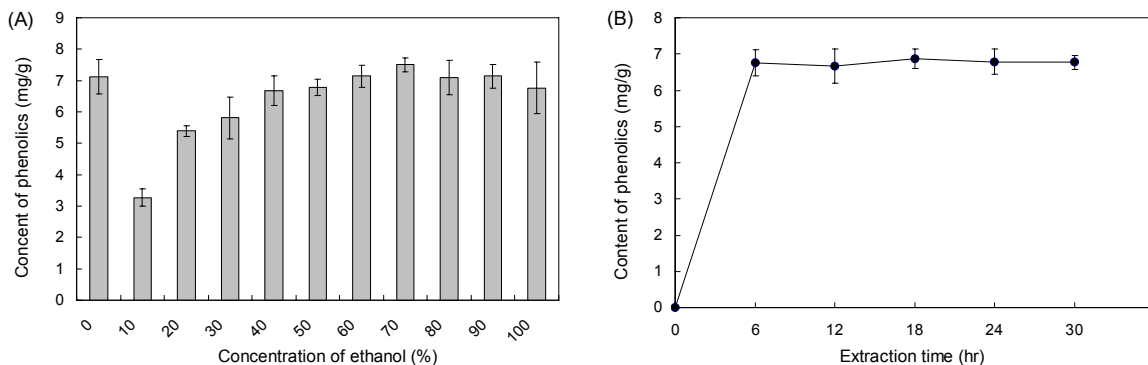 (A)
Concent of phenolics (mg/g)
9
8
7
6
5
4
3
2
1
0
0 10 20 30 40 50 60 70 80 90 100
Concentration of ethanol (%)
(B)
Content of phenolics (mg/g)
8
7
6
5
4
3
2
1
0
0 6 12 18 24 30
Extraction time (hr)